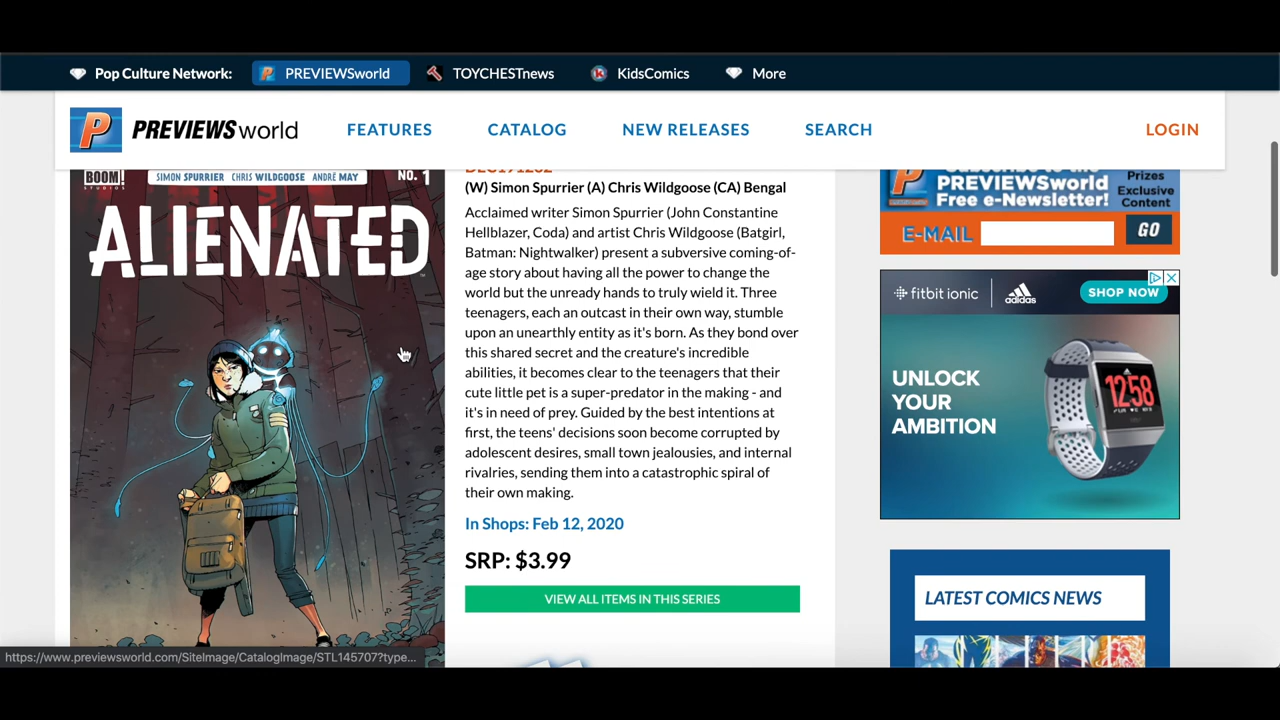 Pop Culture Network:
PREVIEWSworld
TOYCHESTnews
KidsComics
More
P
PREVIEWSworld
FEATURES
CATALOG
NEW RELEASES
SEARCH
LOGIN
BOOM!
STUDIOS
SIMON SPURRIER
CHRIS WILDGOOSE
ANDRÉ MAY
NO. 1
ALIENATED
(W) Simon Spurrier (A) Chris Wildgoose (CA) Bengal
Acclaimed writer Simon Spurrier (John Constantine
Hellblazer, Coda) and artist Chris Wildgoose (Batgirl,
Batman: Nightwalker) present a subversive coming-of-
age story about having all the power to change the
world but the unready hands to truly wield it. Three
teenagers, each an outcast in their own way, stumble
upon an unearthly entity as it's born. As they bond over
this shared secret and the creature's incredible
abilities, it becomes clear to the teenagers that their
cute little pet is a super-predator in the making - and
it's in need of prey. Guided by the best intentions at
first, the teens' decisions soon become corrupted by
adolescent desires, small town jealousies, and internal
rivalries, sending them into a catastrophic spiral of
their own making.
In Shops: Feb 12, 2020
SRP: $3.99
VIEW ALL ITEMS IN THIS SERIES
PREVIEWSworld
Free e-Newsletter!
Prizes
Exclusive
Content
E-MAIL
GO
fitbit ionic
adidas
SHOP NOW
UNLOCK
YOUR
AMBITION
12:58
LATEST COMICS NEWS
https://www.previewsworld.com/SiteImage/CatalogImage/STL145707?type...